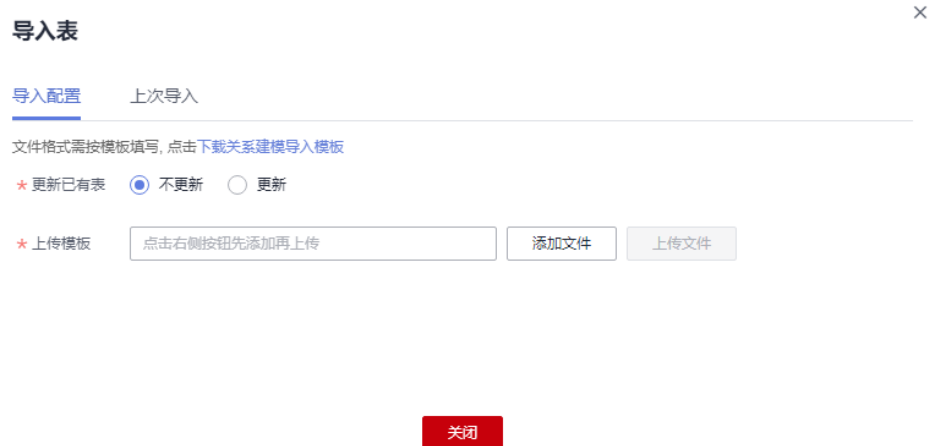 导入表
导入配置 上次导入
文件格式需按模板填写, 点击下载关系建模导入模板
* 更新已有表 不更新 更新
* 上传模板 点击右侧按钮先添加再上传 添加文件 上传文件
关闭